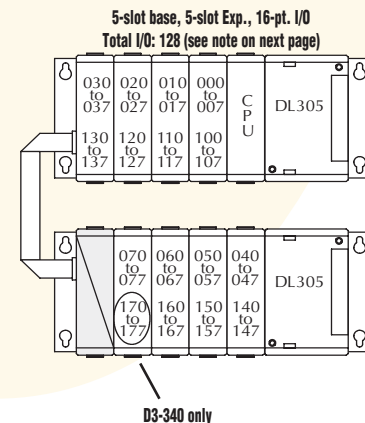 5-slot base, 5-slot Exp., 16-pt. I/O
Total I/O: 128 (see note on next page)
030 to 037
020 to 027
010 to 017
000 to 007
130 to 137
120 to 127
110 to 117
100 to 107
C P U
DL305
070 to 077
060 to 067
050 to 057
040 to 047
170 to 177
160 to 167
150 to 157
140 to 147
DL305
D3-340 only